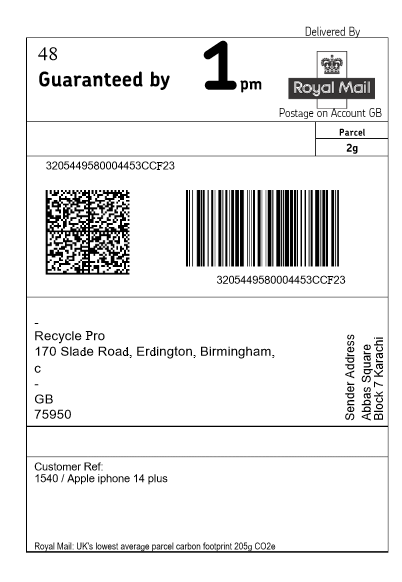 Delivered By
48
Guaranteed by 1pm
Royal Mail
Postage on Account GB
Parcel
2g
3205449580004453CCF23
3205449580004453CCF23
-
Recycle Pro
170 Slade Road, Erdington, Birmingham,
c
-
GB
75950
Sender Address
Abbas Square
Block 7 Karachi
Customer Ref:
1540 / Apple iphone 14 plus
Royal Mail: UK's lowest average parcel carbon footprint 205g CO2e